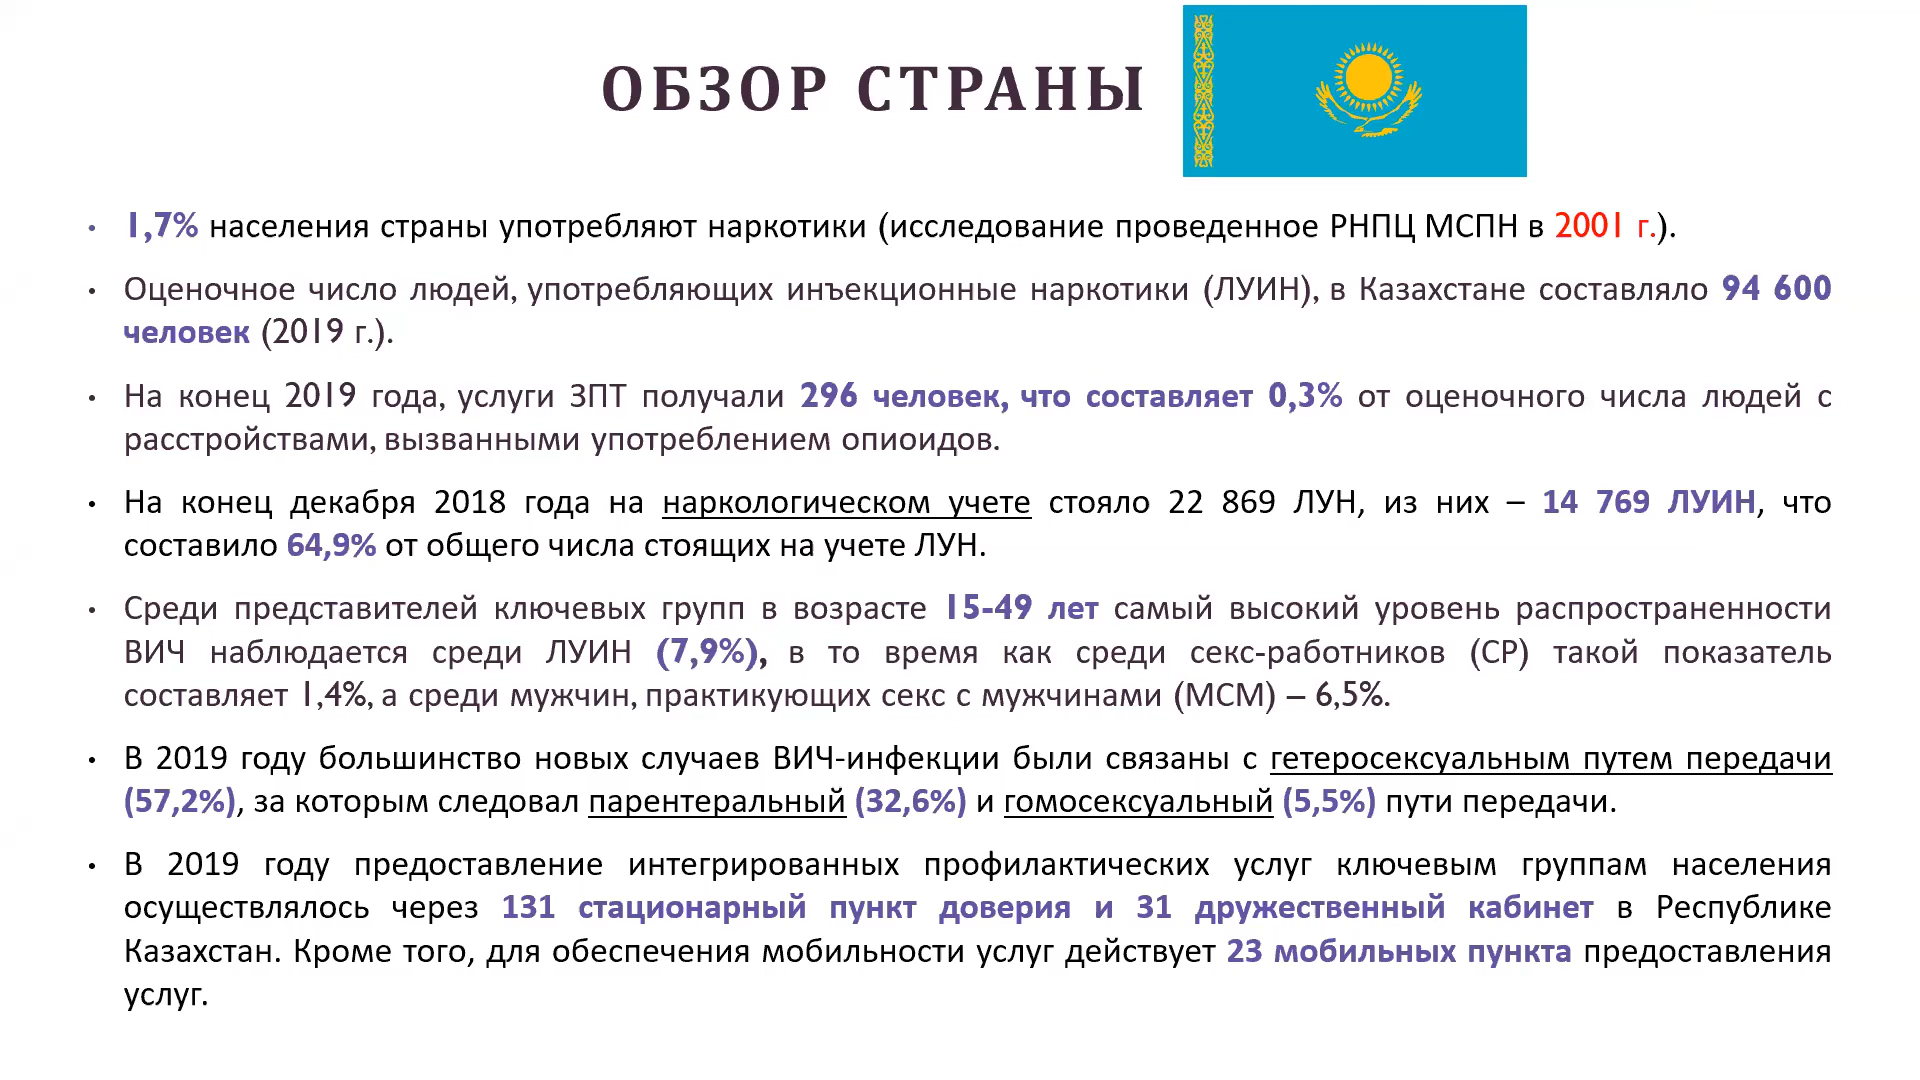 ОБЗОР СТРАНЫ
• 1,7% населения страны употребляют наркотики (исследование проведенное РНПЦ МСПН в 2001 г.).
• Оценочное число людей, употребляющих инъекционные наркотики (ЛУИН), в Казахстане составляло 94 600
человек (2019 г.).
• На конец 2019 года, услуги ЗПТ получали 296 человек, что составляет 0,3% от оценочного числа людей с
расстройствами, вызванными употреблением опиоидов.
• На конец декабря 2018 года на наркологическом учете стояло 22 869 ЛУН, из них – 14 769 ЛУИН, что
составило 64,9% от общего числа стоящих на учете ЛУН.
• Среди представителей ключевых групп в возрасте 15-49 лет самый высокий уровень распространенности
ВИЧ наблюдается среди ЛУИН (7,9%), в то время как среди секс-работников (СР) такой показатель
составляет 1,4%, а среди мужчин, практикующих секс с мужчинами (МСМ) – 6,5%.
• В 2019 году большинство новых случаев ВИЧ-инфекции были связаны с гетеросексуальным путем передачи
(57,2%), за которым следовал парентеральный (32,6%) и гомосексуальный (5,5%) пути передачи.
• В 2019 году предоставление интегрированных профилактических услуг ключевым группам населения
осуществлялось через 131 стационарный пункт доверия и 31 дружественный кабинет в Республике
Казахстан. Кроме того, для обеспечения мобильности услуг действует 23 мобильных пункта предоставления
услуг.